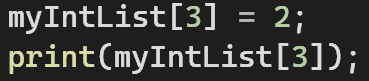 myIntList[3] = 2;
print(myIntList[3]);